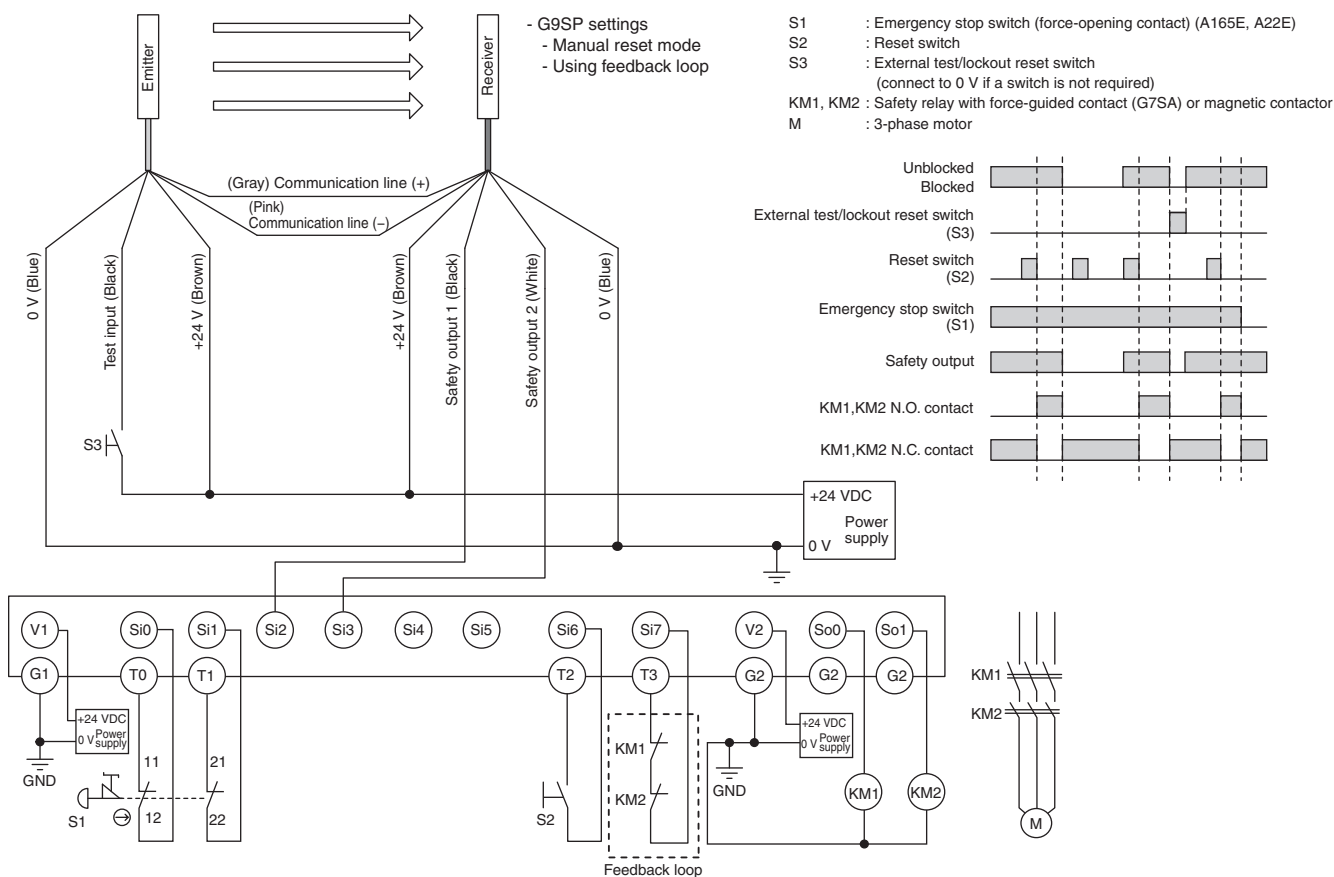 Emitter
Receiver
- G9SP settings
- Manual reset mode
- Using feedback loop
S1 : Emergency stop switch (force-opening contact) (A165E, A22E)
S2 : Reset switch
S3 : External test/lockout reset switch
(connect to 0 V if a switch is not required)
KM1, KM2 : Safety relay with force-guided contact (G7SA) or magnetic contactor
M : 3-phase motor
(Gray) Communication line (+)
(Pink)
Communication line (−)
0 V (Blue)
Test input (Black)
+24 V (Brown)
+24 V (Brown)
Safety output 1 (Black)
Safety output 2 (White)
0 V (Blue)
S3
+24 VDC
Power
supply
0 V
Unblocked
Blocked
External test/lockout reset switch
(S3)
Reset switch
(S2)
Emergency stop switch
(S1)
Safety output
KM1,KM2 N.O. contact
KM1,KM2 N.C. contact
V1 Si0 Si1 Si2 Si3 Si4 Si5 Si6 Si7 V2 So0 So1
G1 T0 T1 T2 T3 G2 G2 G2
+24 VDC
0 V Power
supply
GND
11
12
21
22
S1
S2
KM1
KM2
Feedback loop
+24 VDC
0 V Power
supply
GND
KM1
KM2
KM1
KM2
M